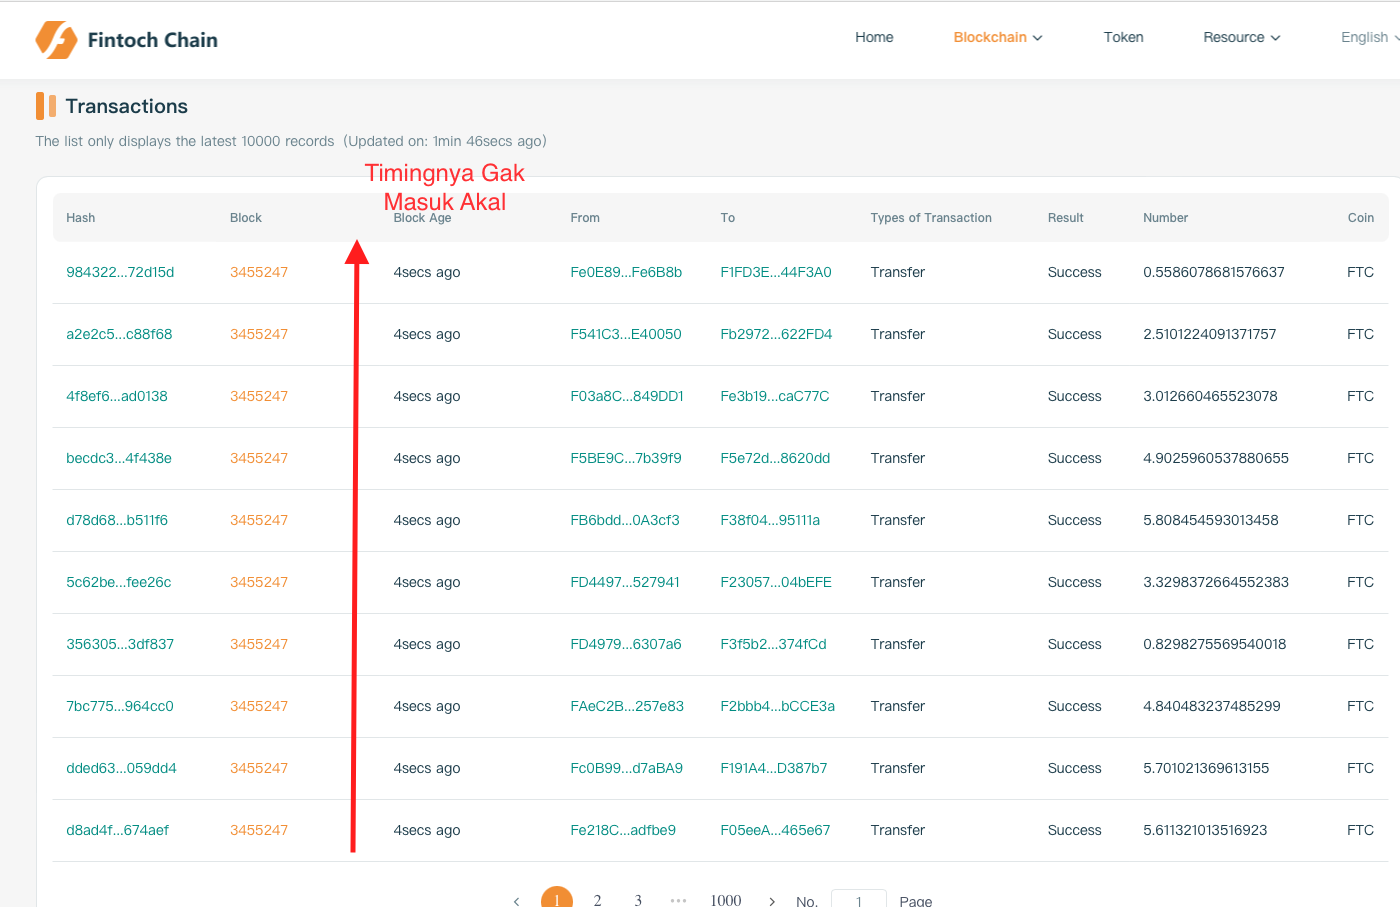 Fintoch Chain Home Blockchain Token Resource English
Transactions
The list only displays the latest 10000 records (Updated on: 1min 46secs ago)
Timingnya Gak
Masuk Akal
Hash Block Block Age From To Types of Transaction Result Number Coin
984322...72d15d 3455247 4secs ago Fe0E89...Fe6B8b F1FD3E...44F3A0 Transfer Success 0.5586078681576637 FTC
a2e2c5...c88f68 3455247 4secs ago F541C3...E40050 Fb2972...622FD4 Transfer Success 2.5101224091371757 FTC
4f8ef6...ad0138 3455247 4secs ago F03a8C...849DD1 Fe3b19...caC77C Transfer Success 3.012660465523078 FTC
becdc3...4f438e 3455247 4secs ago F5BE9C...7b39f9 F5e72d...8620dd Transfer Success 4.9025960537880655 FTC
d78d68...b511f6 3455247 4secs ago FB6bdd...0A3cf3 F38f04...95111a Transfer Success 5.808454593013458 FTC
5c62be...fee26c 3455247 4secs ago FD4497...527941 F23057...04bEFE Transfer Success 3.3298372664552383 FTC
356305...3df837 3455247 4secs ago FD4979...6307a6 F3f5b2...374fCd Transfer Success 0.8298275569540018 FTC
7bc775...964cc0 3455247 4secs ago FAeC2B...257e83 F2bbb4...bCCE3a Transfer Success 4.840483237485299 FTC
dded63...059dd4 3455247 4secs ago Fc0B99...d7aBA9 F191A4...D387b7 Transfer Success 5.701021369613155 FTC
d8ad4f...674aef 3455247 4secs ago Fe218C...adfbe9 F05eeA...465e67 Transfer Success 5.611321013516923 FTC
‹ 1 2 3 ··· 1000 › No. 1 Page